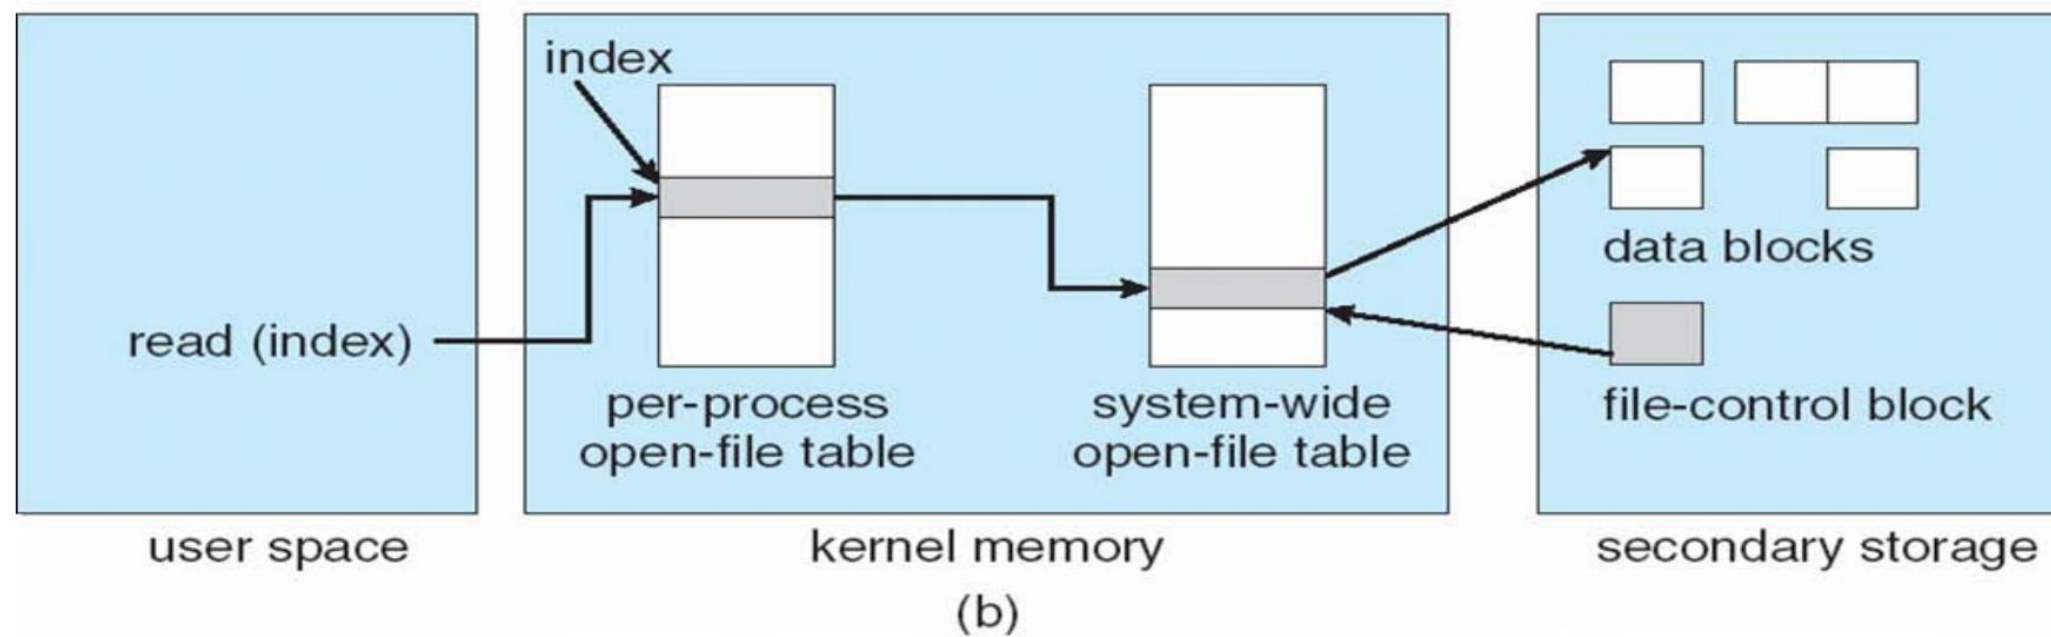 index
read (index)
per-process
open-file table
system-wide
open-file table
data blocks
file-control block
user space
kernel memory
secondary storage
(b)